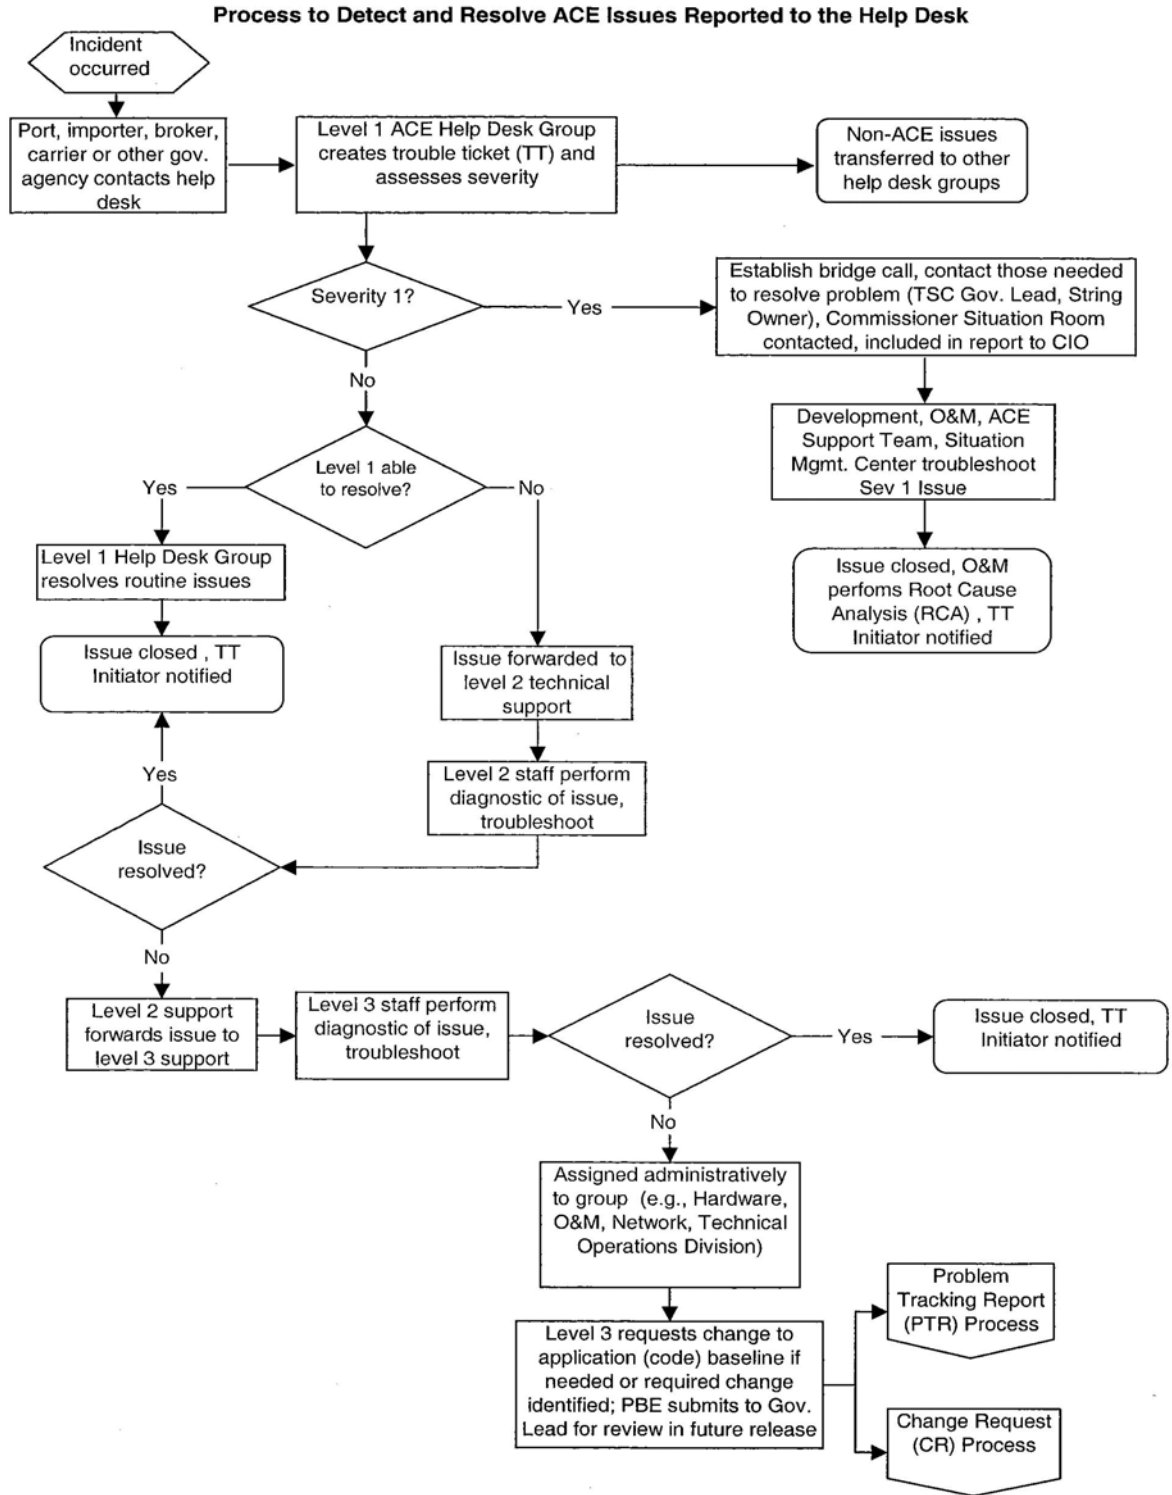 Process to Detect and Resolve ACE Issues Reported to the Help Desk
Incident
occurred
Port, importer, broker,
carrier or other gov.
agency contacts help
desk
Level 1 ACE Help Desk Group
creates trouble ticket (TT) and
assesses severity
Non-ACE issues
transferred to other
help desk groups
Severity 1?
Yes
Establish bridge call, contact those needed
to resolve problem (TSC Gov. Lead, String
Owner), Commissioner Situation Room
contacted, included in report to CIO
No
Development, O&M, ACE
Support Team, Situation
Mgmt. Center troubleshoot
Sev 1 Issue
Level 1 able
to resolve?
Yes
No
Level 1 Help Desk Group
resolves routine issues
Issue closed, O&M
perfoms Root Cause
Analysis (RCA) , TT
Initiator notified
Issue closed , TT
Initiator notified
Issue forwarded to
level 2 technical
support
Level 2 staff perform
diagnostic of issue,
troubleshoot
Yes
Issue
resolved?
No
Level 2 support
forwards issue to
level 3 support
Level 3 staff perform
diagnostic of issue,
troubleshoot
Issue
resolved?
Yes
Issue closed, TT
Initiator notified
No
Assigned administratively
to group (e.g., Hardware,
O&M, Network, Technical
Operations Division)
Level 3 requests change to
application (code) baseline if
needed or required change
identified; PBE submits to Gov.
Lead for review in future release
Problem
Tracking Report
(PTR) Process
Change Request
(CR) Process